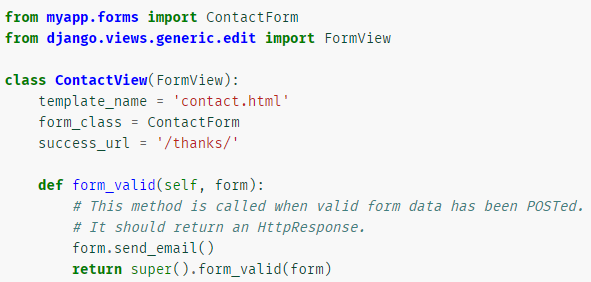 from myapp.forms import ContactForm
from django.views.generic.edit import FormView

class ContactView(FormView):
    template_name = 'contact.html'
    form_class = ContactForm
    success_url = '/thanks/'

    def form_valid(self, form):
        # This method is called when valid form data has been POSTed.
        # It should return an HttpResponse.
        form.send_email()
        return super().form_valid(form)